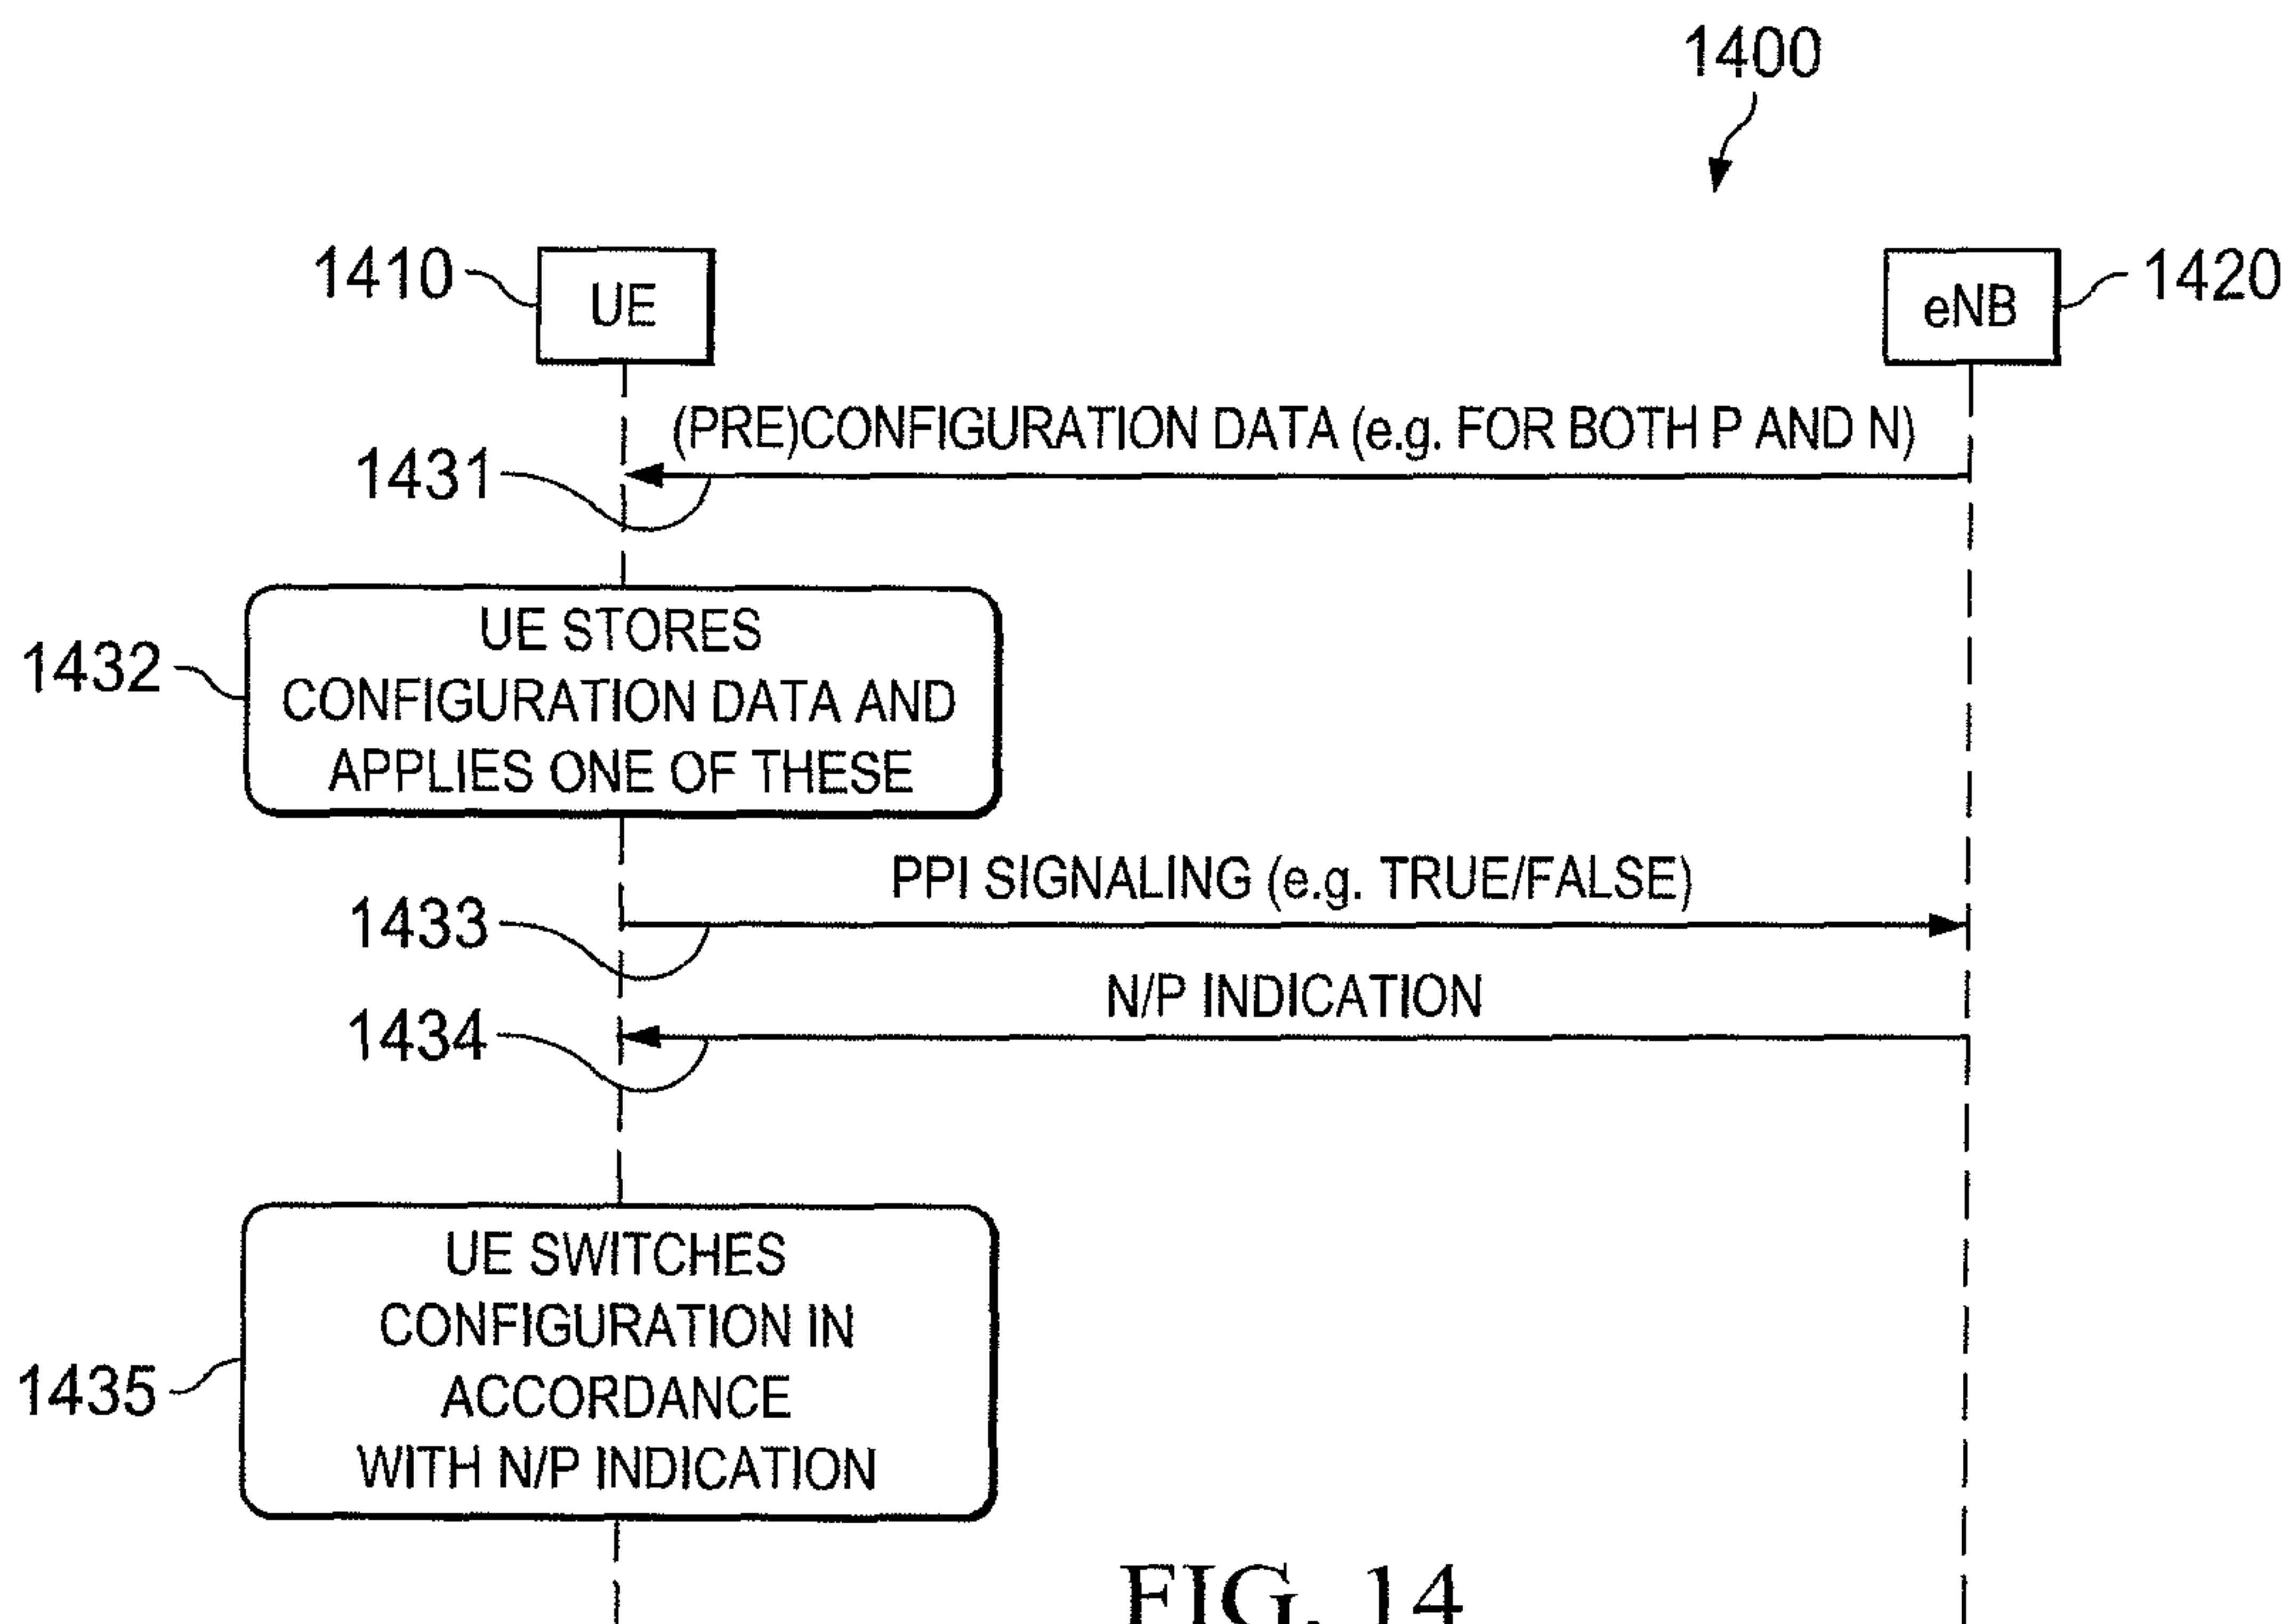 1400
1410
UE
eNB
1420
(PRE)CONFIGURATION DATA (e.g. FOR BOTH P AND N)
1431
UE STORES
CONFIGURATION DATA AND
APPLIES ONE OF THESE
1432
PPI SIGNALING (e.g. TRUE/FALSE)
1433
N/P INDICATION
1434
UE SWITCHES
CONFIGURATION IN
ACCORDANCE
WITH N/P INDICATION
1435
FIG. 14